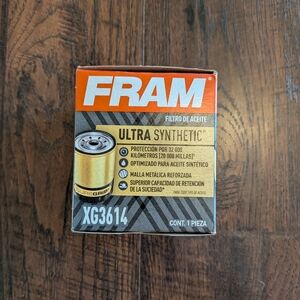 FRAM
FILTRO DE ACEITE
ULTRA SYNTHETIC
PROTECCIÓN POR 32 000
KILÓMETROS (20 000 MILLAS)
OPTIMIZADO PARA ACEITE SINTÉTICO
MALLA METÁLICA REFORZADA
SUPERIOR CAPACIDAD DE RETENCIÓN
DE LA SUCIEDAD
XG3614
CONT. 1 PIEZA